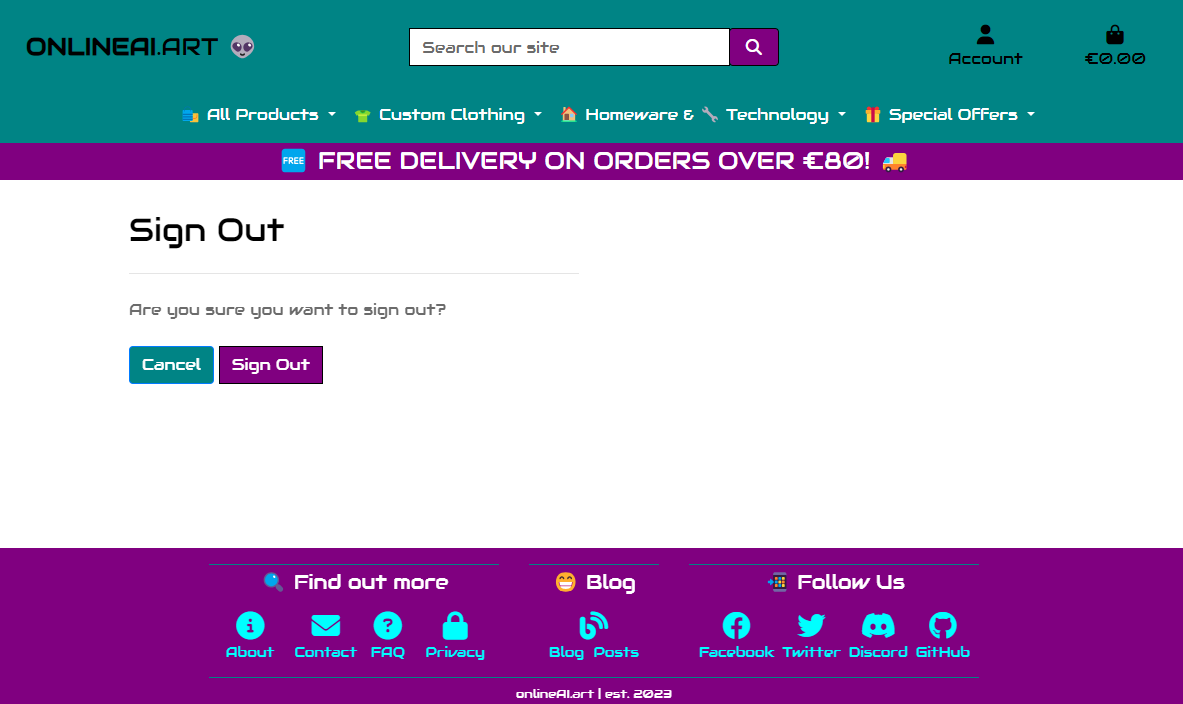 ONLINEAI.ART
Search our site
Account
€0.00
All Products
Custom Clothing
Homeware & Technology
Special Offers
FREE FREE DELIVERY ON ORDERS OVER €80!
Sign Out
Are you sure you want to sign out?
Cancel
Sign Out
Find out more
About
Contact
FAQ
Privacy
Blog
Blog Posts
Follow Us
Facebook
Twitter
Discord
GitHub
onlineAI.art | est. 2023